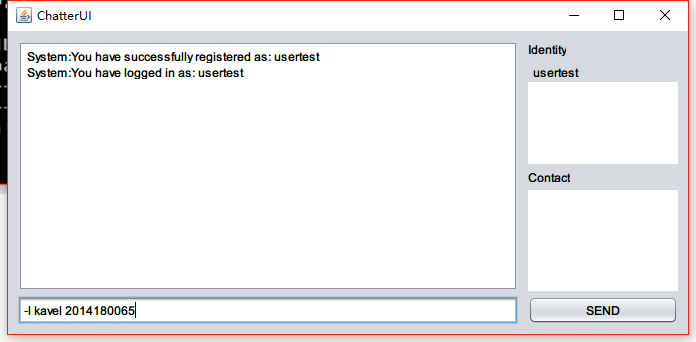 ChatterUI
System:You have successfully registered as: usertest
System:You have logged in as: usertest
Identity
usertest
Contact
-l kavel 2014180065
SEND